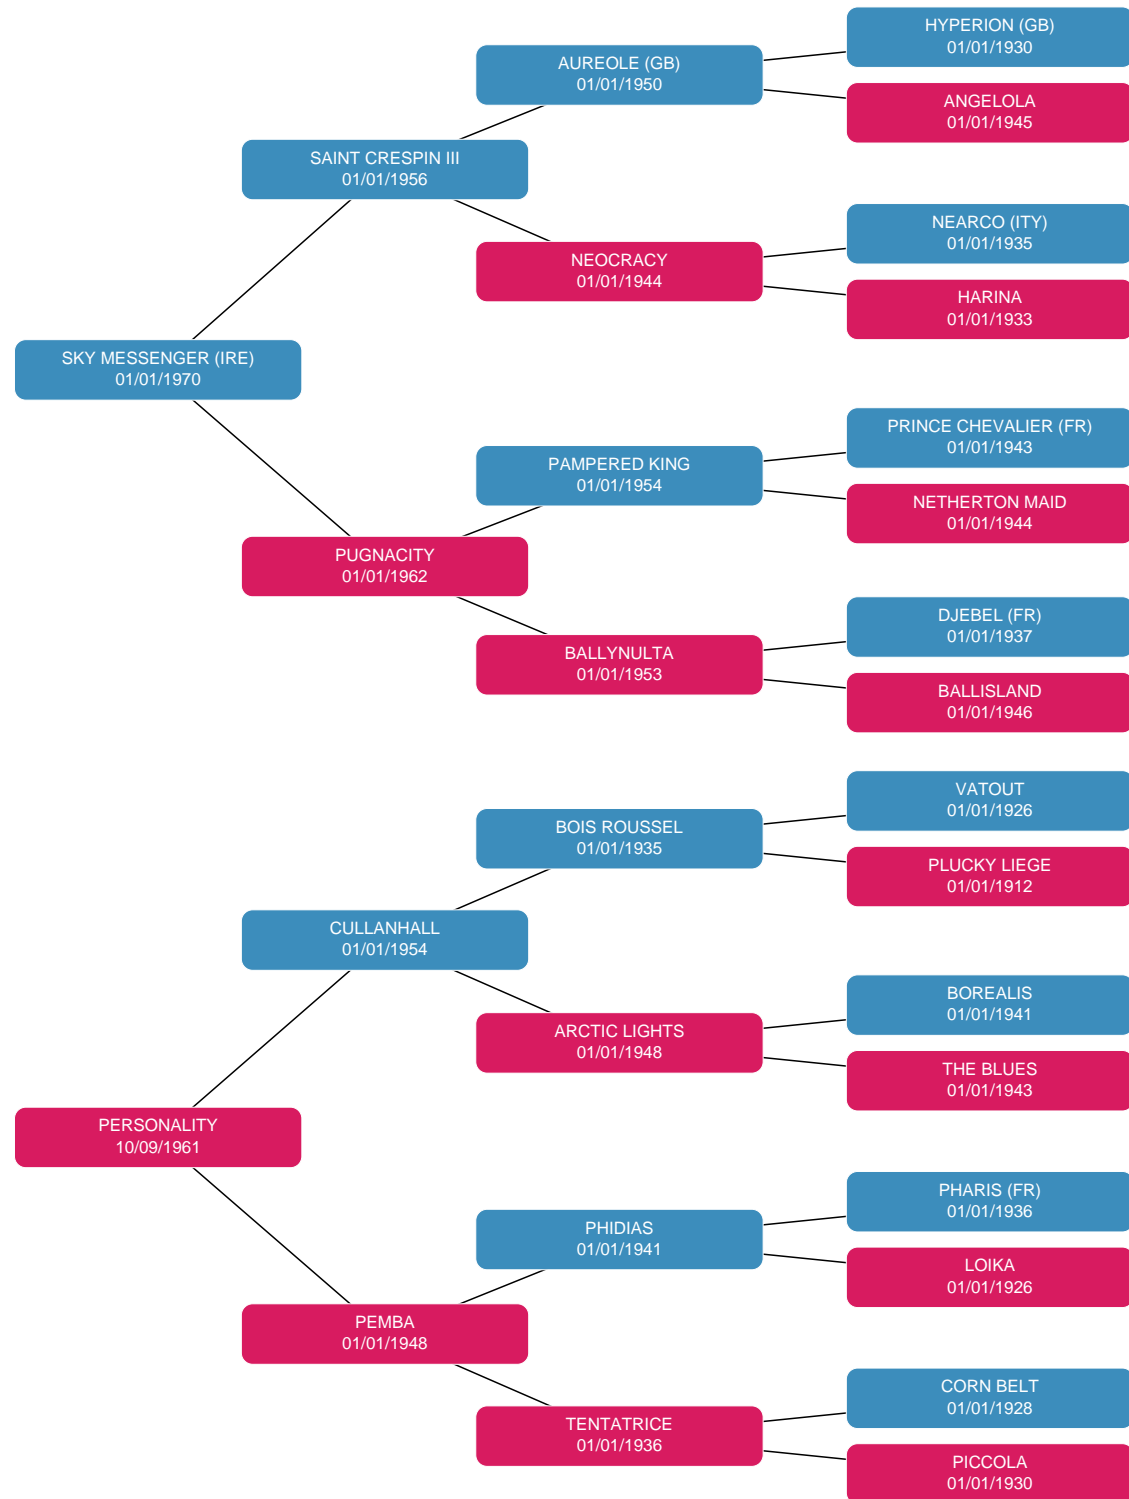 HYPERION (GB)
01/01/1930
AUREOLE (GB)
01/01/1950
ANGELOLA
01/01/1945
SAINT CRESPIN III
01/01/1956
NEARCO (ITY)
01/01/1935
NEOCRACY
01/01/1944
HARINA
01/01/1933
SKY MESSENGER (IRE)
01/01/1970
PRINCE CHEVALIER (FR)
01/01/1943
PAMPERED KING
01/01/1954
NETHERTON MAID
01/01/1944
PUGNACITY
01/01/1962
DJEBEL (FR)
01/01/1937
BALLYNULTA
01/01/1953
BALLISLAND
01/01/1946
VATOUT
01/01/1926
BOIS ROUSSEL
01/01/1935
PLUCKY LIEGE
01/01/1912
CULLANHALL
01/01/1954
BOREALIS
01/01/1941
ARCTIC LIGHTS
01/01/1948
THE BLUES
01/01/1943
PERSONALITY
10/09/1961
PHARIS (FR)
01/01/1936
PHIDIAS
01/01/1941
LOIKA
01/01/1926
PEMBA
01/01/1948
CORN BELT
01/01/1928
TENTATRICE
01/01/1936
PICCOLA
01/01/1930